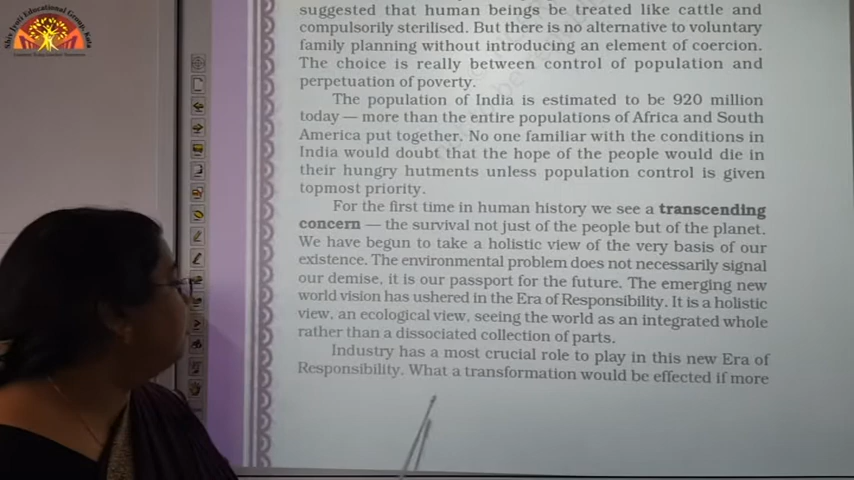 Shiv Jyoti Educational Group, Kota
suggested that human beings be treated like cattle and
compulsorily sterilised. But there is no alternative to voluntary
family planning without introducing an element of coercion.
The choice is really between control of population and
perpetuation of poverty.
The population of India is estimated to be 920 million
today — more than the entire populations of Africa and South
America put together. No one familiar with the conditions in
India would doubt that the hope of the people would die in
their hungry hutments unless population control is given
topmost priority.
For the first time in human history we see a transcending
concern — the survival not just of the people but of the planet.
We have begun to take a holistic view of the very basis of our
existence. The environmental problem does not necessarily signal
our demise, it is our passport for the future. The emerging new
world vision has ushered in the Era of Responsibility. It is a holistic
view, an ecological view, seeing the world as an integrated whole
rather than a dissociated collection of parts.
Industry has a most crucial role to play in this new Era of
Responsibility. What a transformation would be effected if more